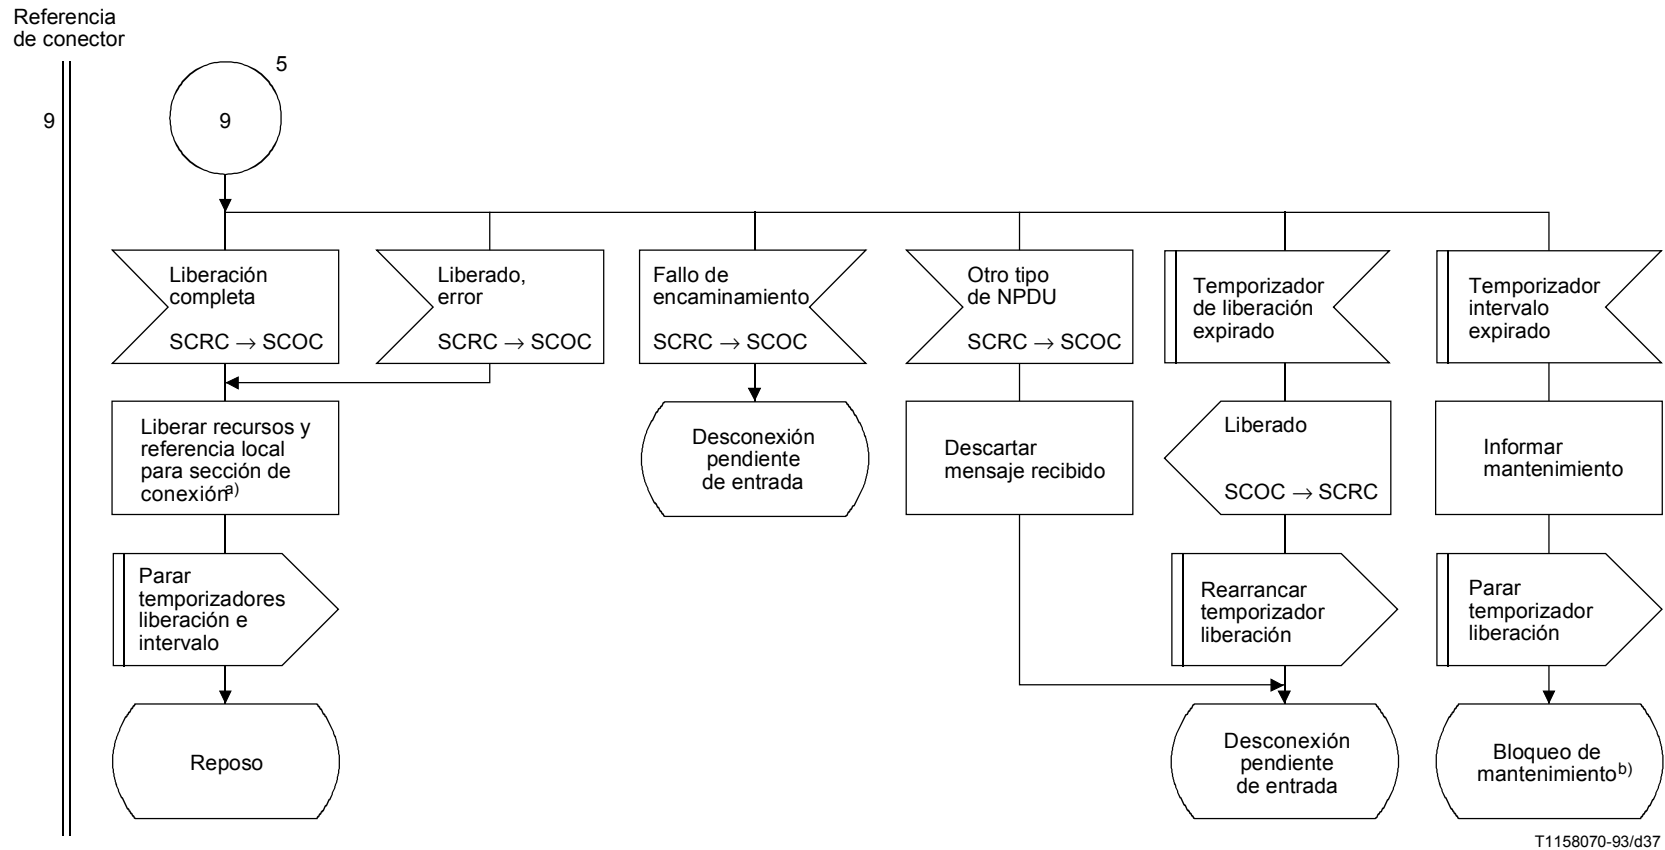 Referencia
de conector
5
9
9
Liberación
completa
SCRC → SCOC
Liberado,
error
SCRC → SCOC
Fallo de
encaminamiento
SCRC → SCOC
Otro tipo
de NPDU
SCRC → SCOC
Temporizador
de liberación
expirado
Temporizador
intervalo
expirado
Liberar recursos y
referencia local
para sección de
conexión a)
Desconexión
pendiente
de entrada
Descartar
mensaje recibido
Liberado
SCOC → SCRC
Informar
mantenimiento
Parar
temporizadores
liberación e
intervalo
Rearrancar
temporizador
liberación
Parar
temporizador
liberación
Reposo
Desconexión
pendiente
de entrada
Bloqueo de
mantenimiento b)
T1158070-93/d37